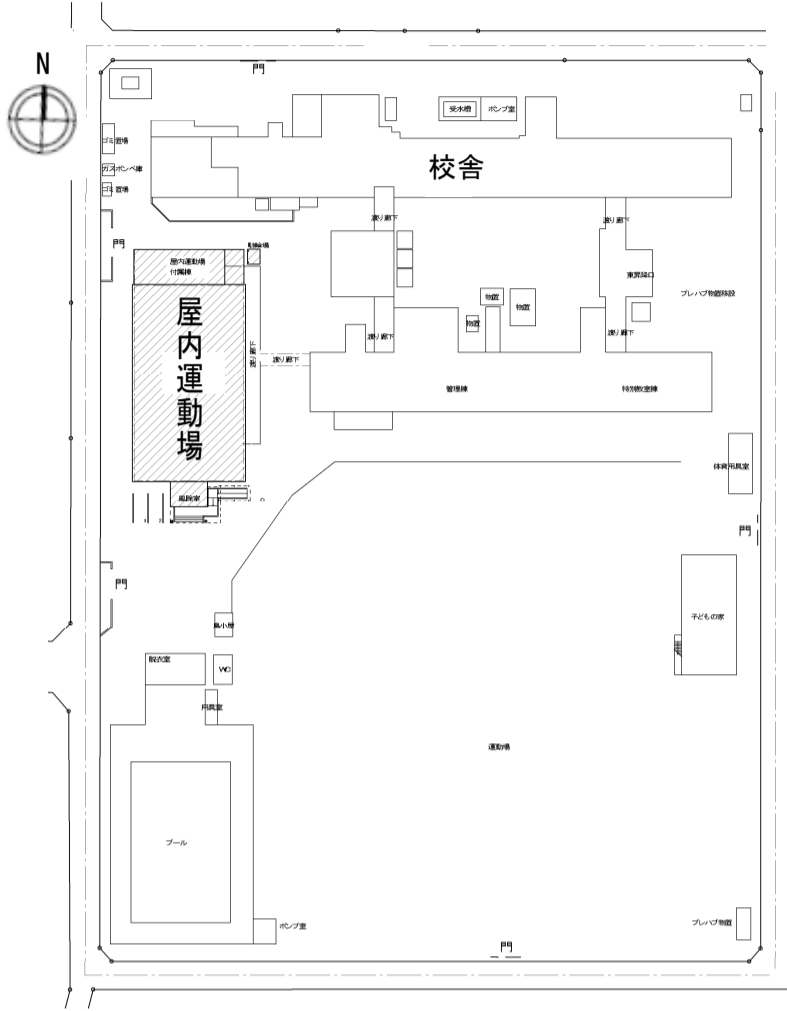 N
門
受水槽
ポンプ室
ゴミ置場
ガスボンベ庫
ゴミ置場
校舎
渡り廊下
渡り廊下
門
屋内運動場
付属棟
東昇降口
プレハブ物置移設
物置
物置
物置
屋内運動場
渡り廊下
渡り廊下
渡り廊下
渡り廊下
管理棟
特別教室棟
体育用具室
風除室
門
門
子どもの家
鳥小屋
脱衣室
WC
用具室
運動場
プール
ポンプ室
プレハブ物置
門